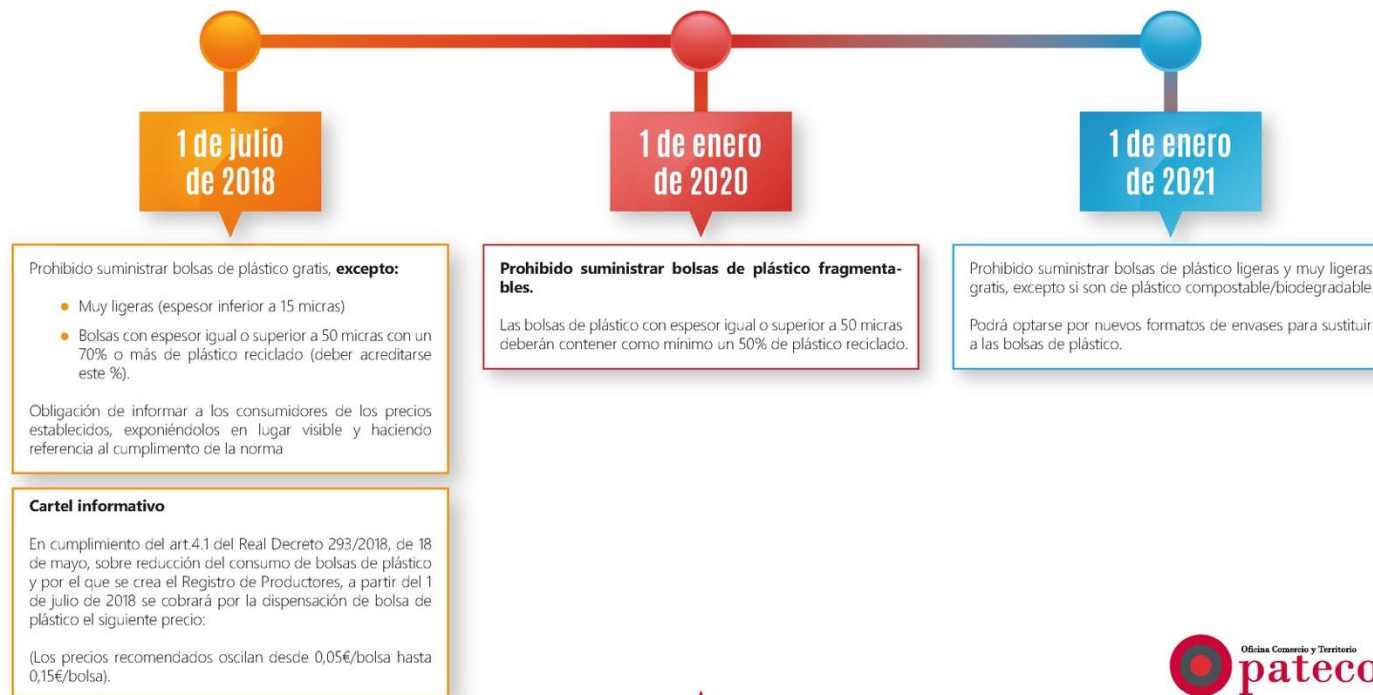 1 de julio
de 2018
Prohibido suministrar bolsas de plástico gratis, excepto:
• Muy ligeras (espesor inferior a 15 micras)
• Bolsas con espesor igual o superior a 50 micras con un
70% o más de plástico reciclado (deber acreditarse
este %).
Obligación de informar a los consumidores de los precios
establecidos, exponiéndolos en lugar visible y haciendo
referencia al cumplimento de la norma
Cartel informativo
En cumplimiento del art.4.1 del Real Decreto 293/2018, de 18
de mayo, sobre reducción del consumo de bolsas de plástico
y por el que se crea el Registro de Productores, a partir del 1
de julio de 2018 se cobrará por la dispensación de bolsa de
plástico el siguiente precio:
(Los precios recomendados oscilan desde 0,05€/bolsa hasta
0,15€/bolsa).
1 de enero
de 2020
Prohibido suministrar bolsas de plástico fragmenta-
bles.
Las bolsas de plástico con espesor igual o superior a 50 micras
deberán contener como mínimo un 50% de plástico reciclado.
1 de enero
de 2021
Prohibido suministrar bolsas de plástico ligeras y muy ligeras
gratis, excepto si son de plástico compostable/biodegradable.
Podrá optarse por nuevos formatos de envases para sustituir
a las bolsas de plástico.
Oficina Comercio y Territorio
pateco